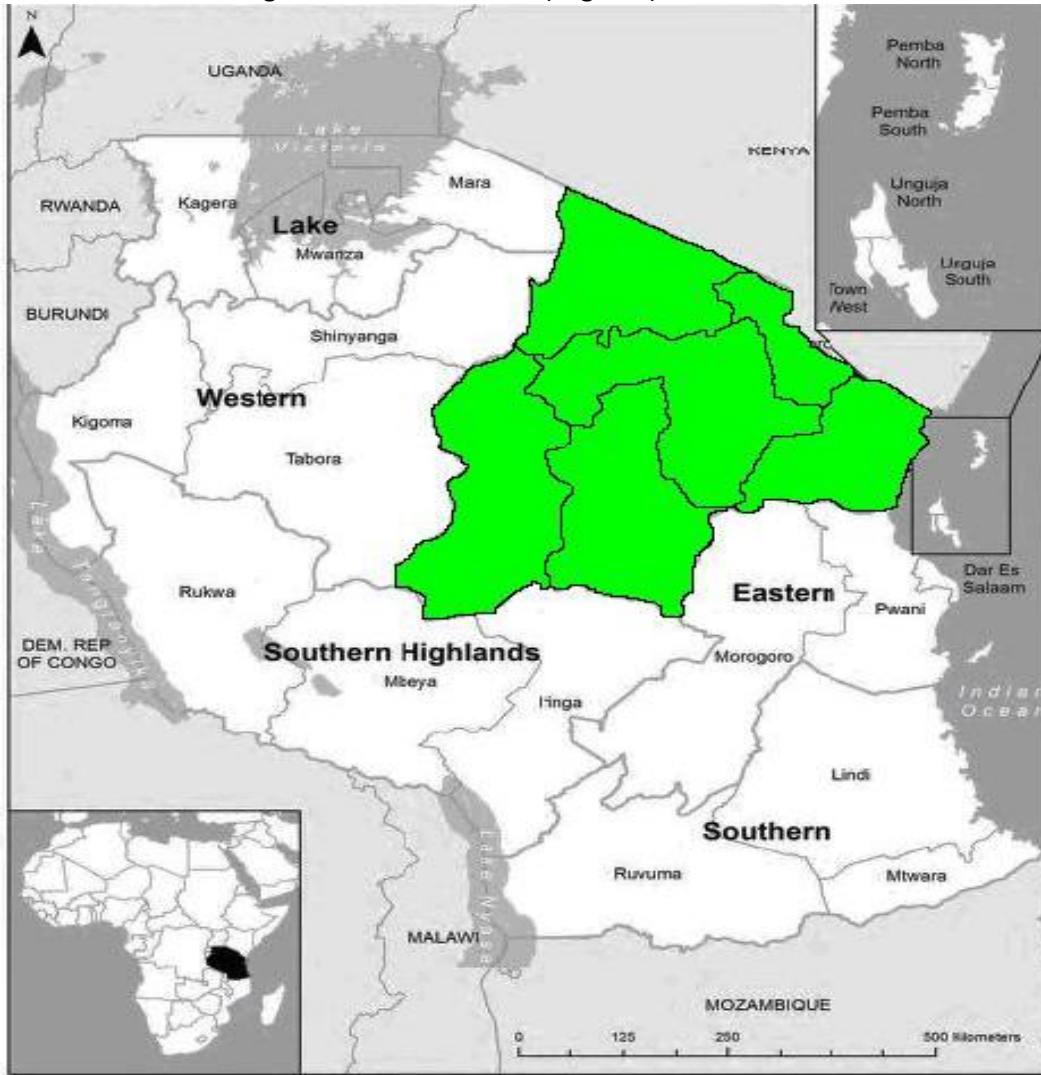 N
UGANDA
Lake
Victoria
KENYA
Pemba
North
Pemba
South
Unguja
North
Unguja
South
Town
West
RWANDA
Kagera
Mara
Lake
Mwanza
BURUNDI
Shinyanga
Western
Kigoma
Tabora
Lake
Tanganyika
Rukwa
DEM. REP
OF CONGO
Southern Highlands
Mbeya
Iringa
Eastern
Morogoro
Pwani
Dar Es
Salaam
Indian
Ocean
Lindi
Southern
Ruvuma
Mtwara
Lake Nyasa
MALAWI
MOZAMBIQUE
0 125 250 500 Kilometers